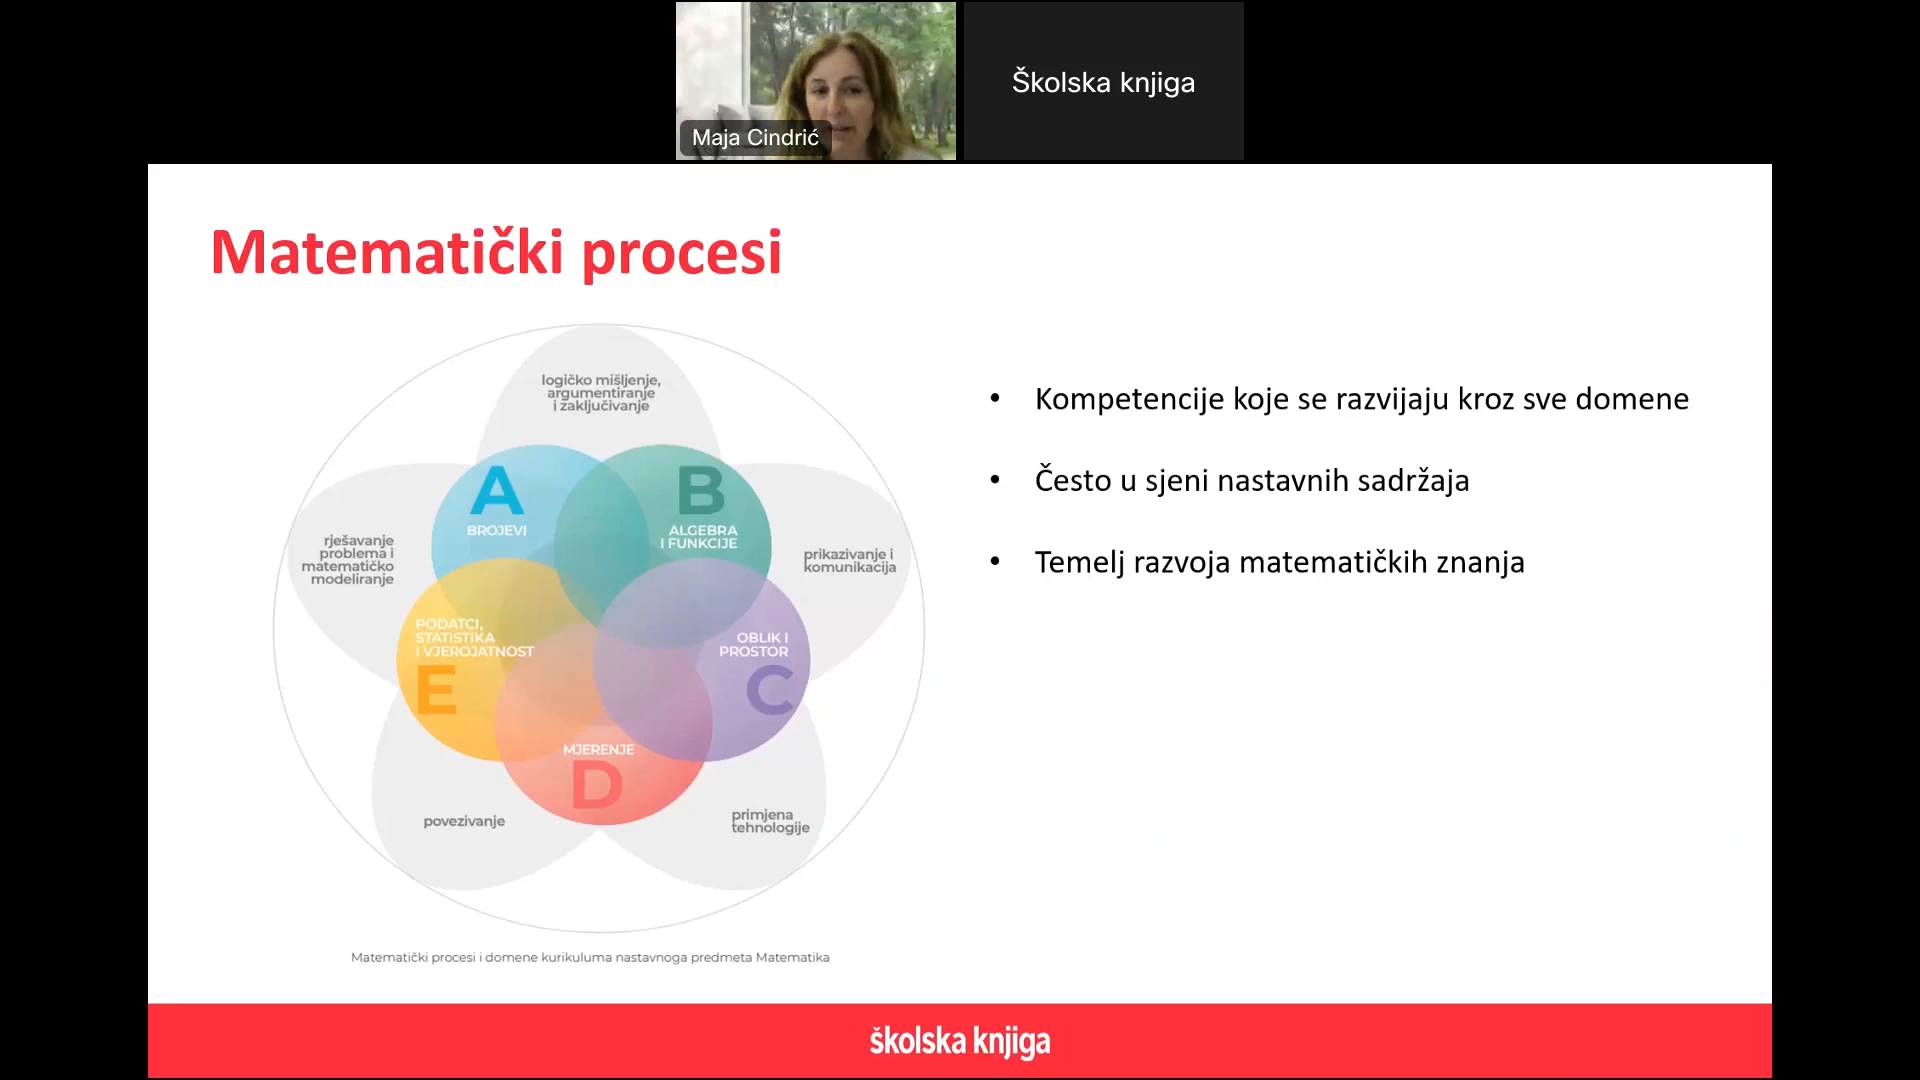 Maja Cindrić
Školska knjiga
Matematički procesi
logičko mišljenje,
argumentiranje
i zaključivanje
A
BROJEVI
B
ALGEBRA
I FUNKCIJE
rješavanje
problema i
matematičko
modeliranje
prikazivanje i
komunikacija
PODATCI,
STATISTIKA
I VJEROJATNOST
E
OBLIK I
PROSTOR
C
MJERENJE
D
povezivanje
primjena
tehnologije
Matematički procesi i domene kurikuluma nastavnoga predmeta Matematika
• Kompetencije koje se razvijaju kroz sve domene
• Često u sjeni nastavnih sadržaja
• Temelj razvoja matematičkih znanja
školska knjiga